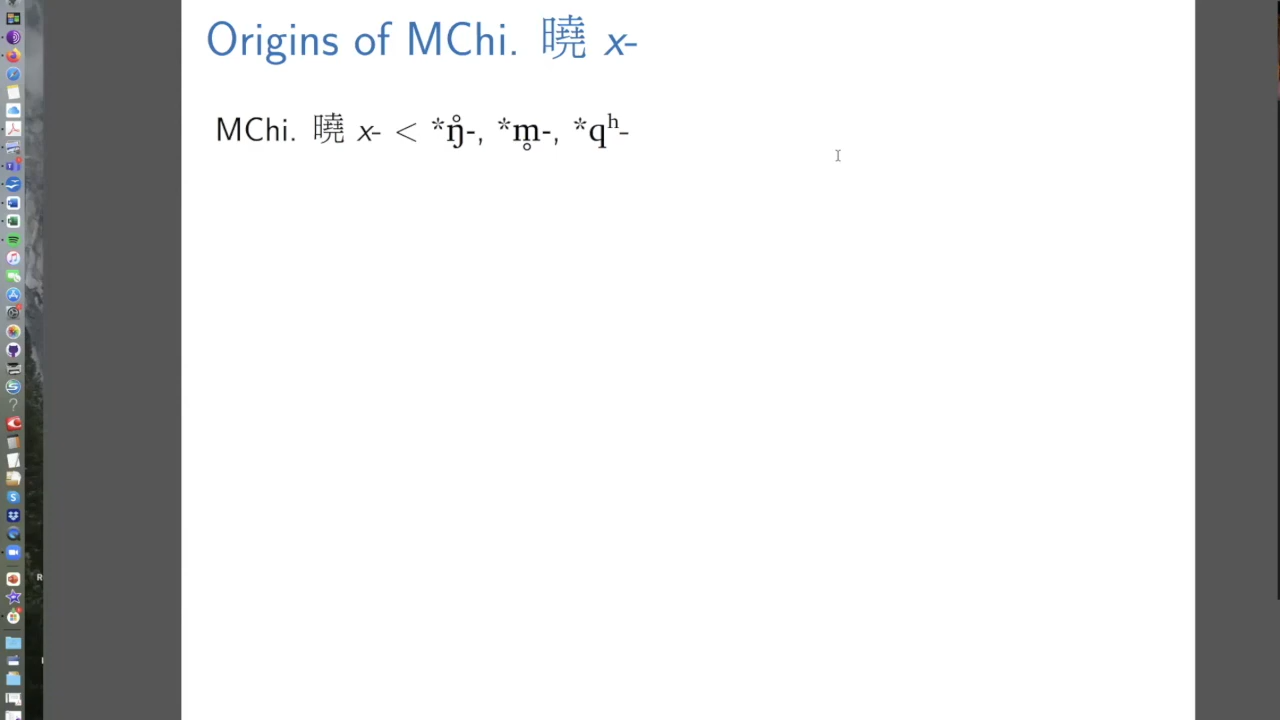 Origins of MChi. 曉 x-
MChi. 曉 x- < *ŋ̊-, *m̥-, *qʰ-